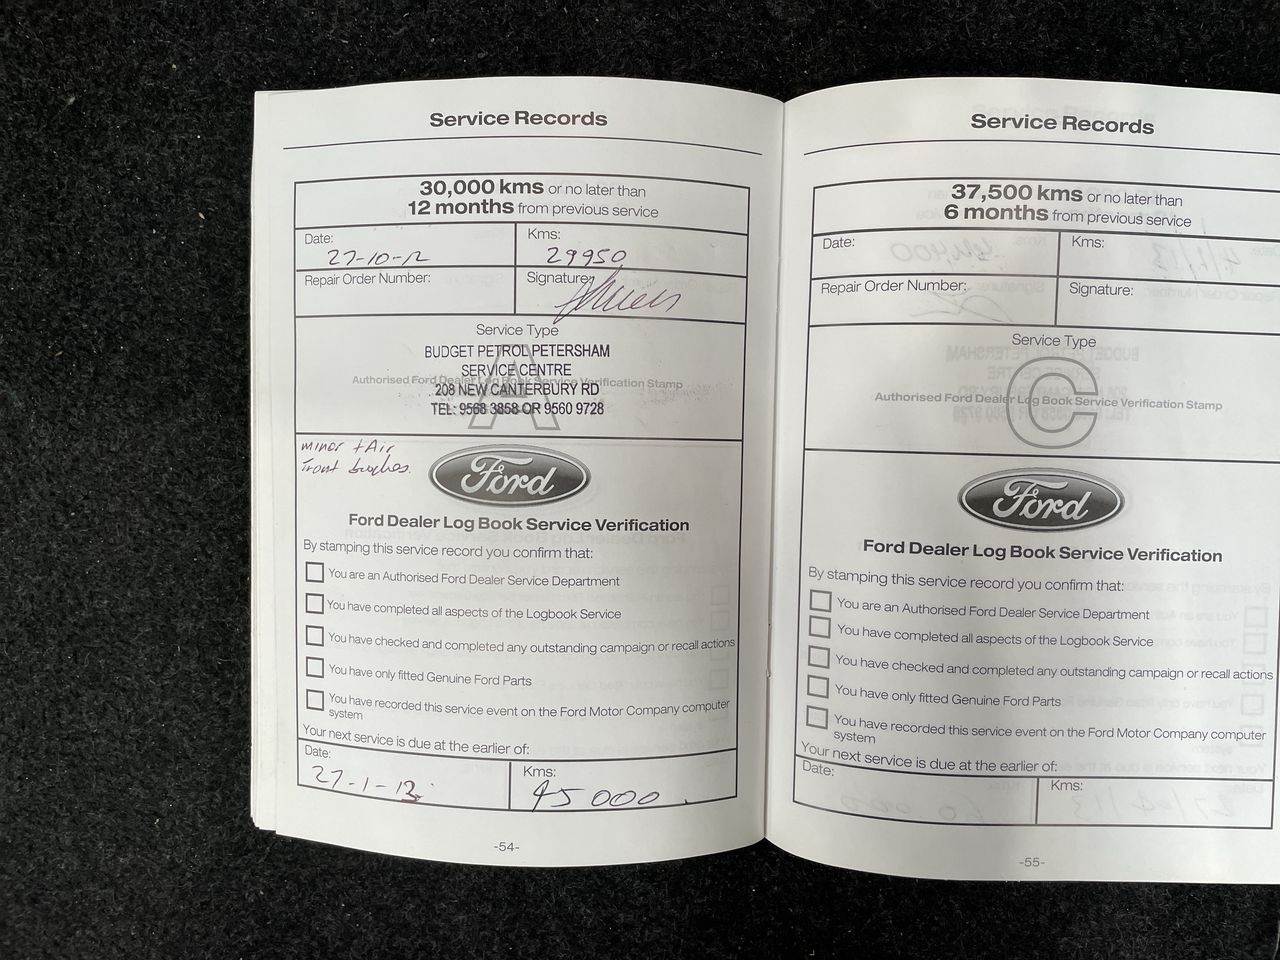 Service Records
30,000 kms or no later than
12 months from previous service
Date:
27-10-12
Kms:
29950
Repair Order Number:
Signature:
Service Type
A
Authorised Ford Dealer Log Book Service Verification Stamp
BUDGET PETROL PETERSHAM
SERVICE CENTRE
208 NEW CANTERBURY RD
TEL: 9568 3858 OR 9560 9728
minor + Air
Front
Ford
Ford Dealer Log Book Service Verification
By stamping this service record you confirm that:
You are an Authorised Ford Dealer Service Department
You have completed all aspects of the Logbook Service
You have checked and completed any outstanding campaign or recall actions
You have only fitted Genuine Ford Parts
You have recorded this service event on the Ford Motor Company computer
system
Your next service is due at the earlier of:
Date:
27-1-13
Kms:
45000
-54-
Service Records
37,500 kms or no later than
6 months from previous service
Date:
Kms:
Repair Order Number:
Signature:
Service Type
C
Authorised Ford Dealer Log Book Service Verification Stamp
Ford
Ford Dealer Log Book Service Verification
By stamping this service record you confirm that:
You are an Authorised Ford Dealer Service Department
You have completed all aspects of the Logbook Service
You have checked and completed any outstanding campaign or recall actions
You have only fitted Genuine Ford Parts
You have recorded this service event on the Ford Motor Company computer
system
Your next service is due at the earlier of:
Date:
Kms:
-55-